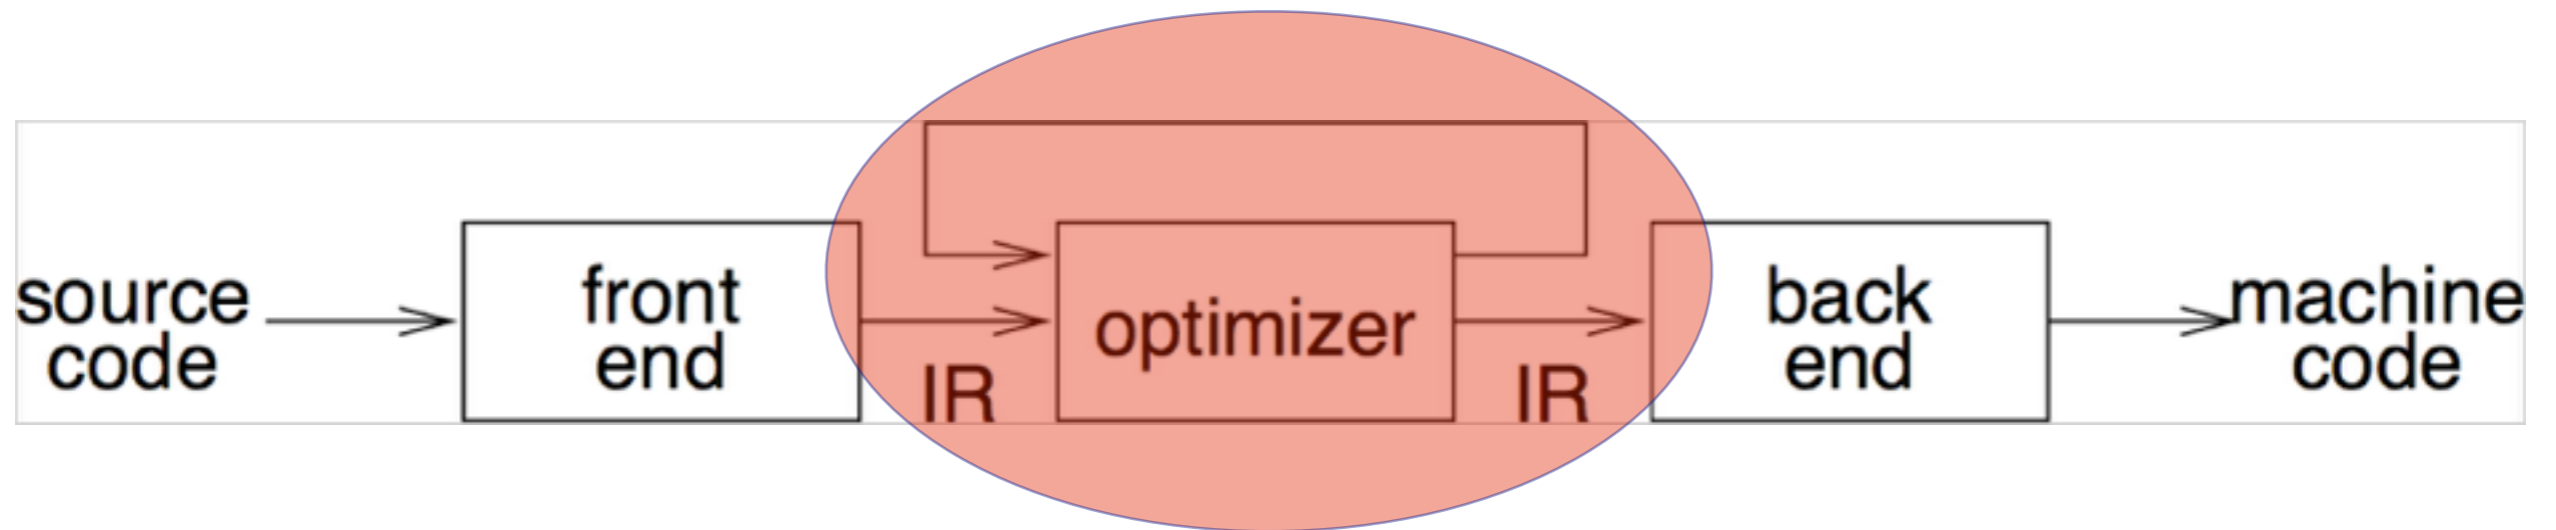 source
code
front
end
IR
optimizer
IR
back
end
machine
code